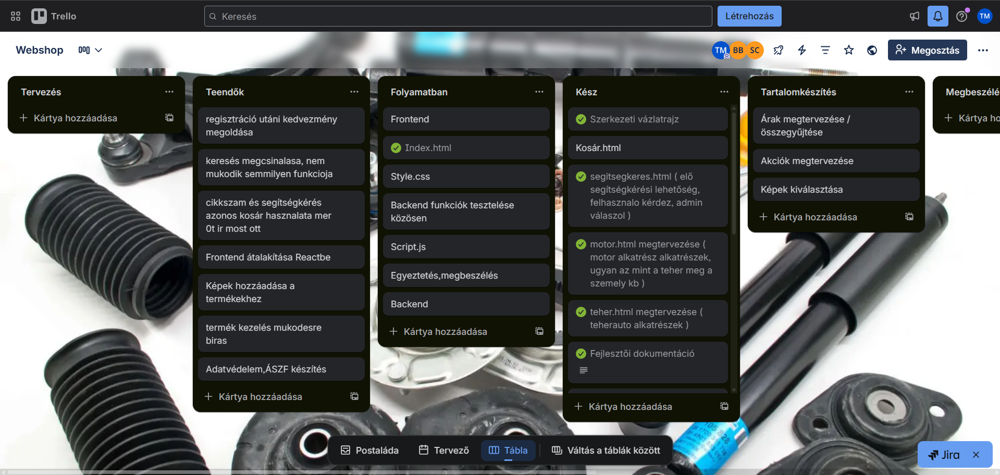 Trello
Keresés
Létrehozás
TM
Webshop
TM
BB
SC
Megosztás
Tervezés
Kártya hozzáadása
Teendők
regisztráció utáni kedvezmény
megoldása
keresés megcsinalasa, nem
mukodik semmilyen funkcioja
cikkszam és segítségkérés
azonos kosár hasznalata mer
0t ir most ott
Frontend átalakítása Reactbe
Képek hozzáadása a
termékekhez
termék kezelés mukodesre
biras
Adatvédelem,ÁSZF készítés
Kártya hozzáadása
Folyamatban
Frontend
Index.html
Style.css
Backend funkciók tesztelése
közösen
Script.js
Egyeztetés,megbeszélés
Backend
Kártya hozzáadása
Kész
Szerkezeti vázlatrajz
Kosár.html
segitsegkeres.html ( elő
segítségkérési lehetőség,
felhasznalo kérdez, admin
válaszol )
motor.html megtervezése (
motor alkatrész alkatrészek,
ugyan az mint a teher meg a
szemely kb )
teher.html megtervezése (
teherauto alkatrészek )
Fejlesztői dokumentáció
Kártya hozzáadása
Tartalomkészítés
Árak megtervezése /
összegyűjtése
Akciók megtervezése
Képek kiválasztása
Kártya hozzáadása
Megbeszélé
Kártya ho
105 828
Postaláda
Tervező
Tábla
Váltás a táblák között
Jira